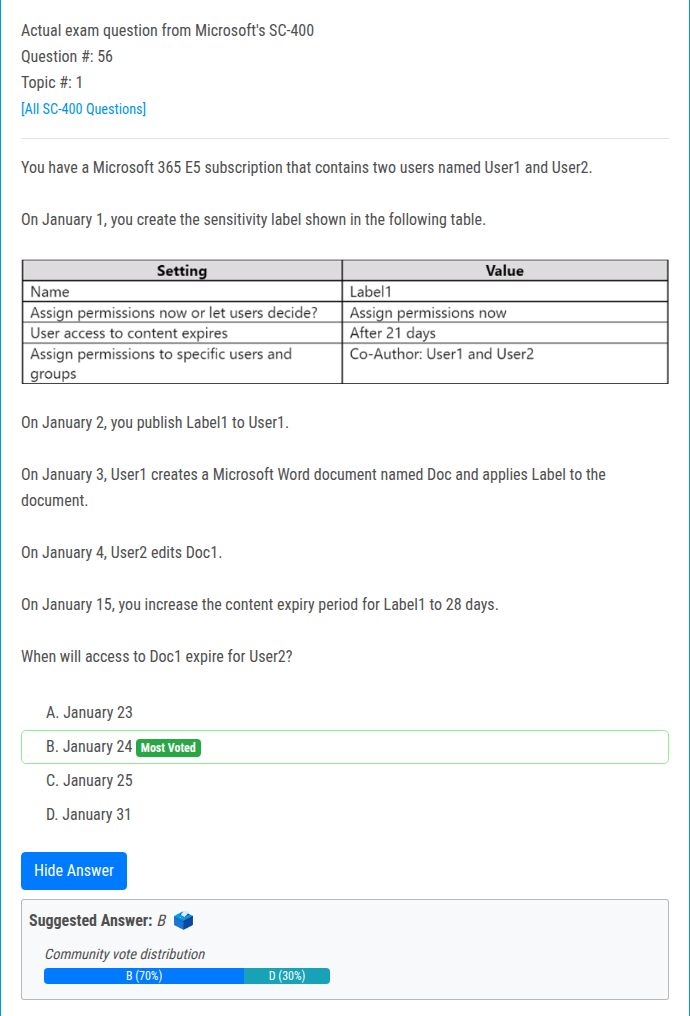 Actual exam question from Microsoft's SC-400
Question #: 56
Topic #: 1
[All SC-400 Questions]
You have a Microsoft 365 E5 subscription that contains two users named User1 and User2.
On January 1, you create the sensitivity label shown in the following table.
Setting Value
Name Label1
Assign permissions now or let users decide? Assign permissions now
User access to content expires After 21 days
Assign permissions to specific users and Co-Author: User1 and User2
groups
On January 2, you publish Label1 to User1.
On January 3, User1 creates a Microsoft Word document named Doc and applies Label to the
document.
On January 4, User2 edits Doc1.
On January 15, you increase the content expiry period for Label1 to 28 days.
When will access to Doc1 expire for User2?
A. January 23
B. January 24 Most Voted
C. January 25
D. January 31
Hide Answer
Suggested Answer: B
Community vote distribution
B (70%) D (30%)